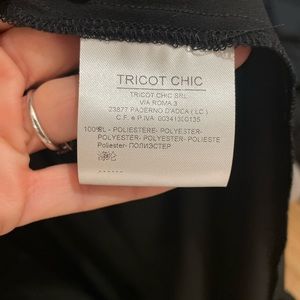 TRICOT CHIC
TRICOT CHIC SRL
VIA ROMA 3
23877 PADERNO D'ADDA ( LC )
C.F. e P.IVA. 00341300135
100% - POLIESTERE- POLYESTER-
POLYESTER- POLYESTER- POLIESTE
Poliester- ПОЛИЭСТЕР